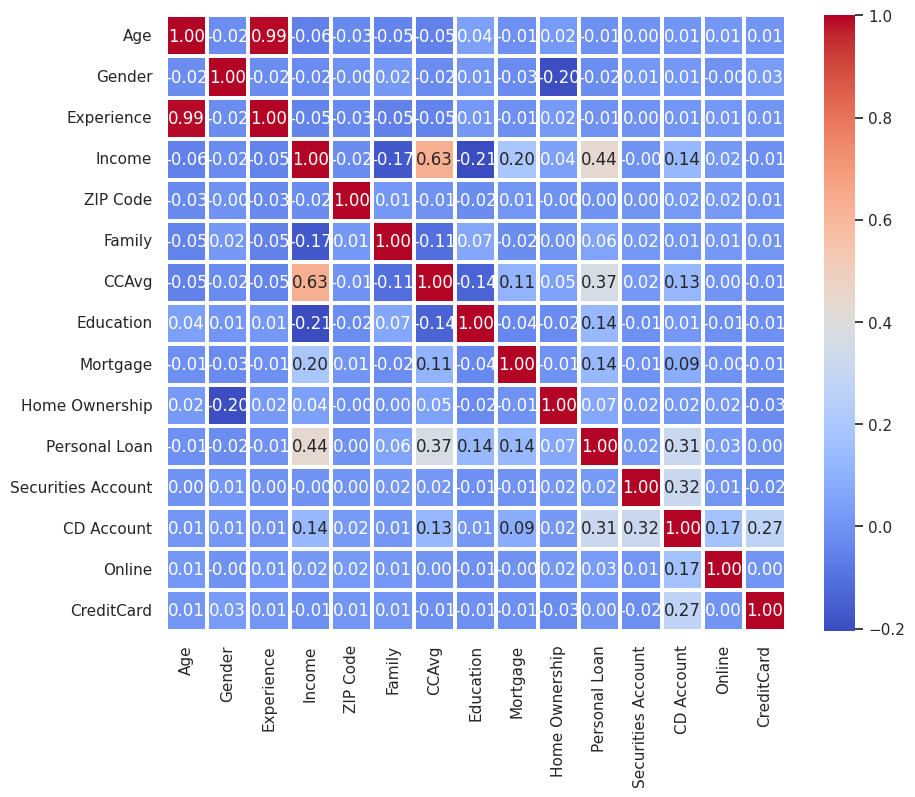 Age 1.00 -0.02 0.99 -0.06 -0.03 -0.05 -0.05 0.04 -0.01 0.02 -0.01 0.00 0.01 0.01 0.01
Gender -0.02 1.00 -0.02 -0.02 -0.00 0.02 -0.02 0.01 -0.03 -0.20 -0.02 0.01 0.01 -0.00 0.03
Experience 0.99 -0.02 1.00 -0.05 -0.03 -0.05 -0.05 0.01 -0.01 0.02 -0.01 0.00 0.01 0.01 0.01
Income -0.06 -0.02 -0.05 1.00 -0.02 -0.17 0.63 -0.21 0.20 0.04 0.44 -0.00 0.14 0.02 -0.01
ZIP Code -0.03 -0.00 -0.03 -0.02 1.00 0.01 -0.01 -0.02 0.01 -0.00 0.00 0.00 0.02 0.02 0.01
Family -0.05 0.02 -0.05 -0.17 0.01 1.00 -0.11 0.07 -0.02 0.00 0.06 0.02 0.01 0.01 0.01
CCAvg -0.05 -0.02 -0.05 0.63 -0.01 -0.11 1.00 -0.14 0.11 0.05 0.37 0.02 0.13 0.00 -0.01
Education 0.04 0.01 0.01 -0.21 -0.02 0.07 -0.14 1.00 -0.04 -0.02 0.14 -0.01 0.01 -0.01 -0.01
Mortgage -0.01 -0.03 -0.01 0.20 0.01 -0.02 0.11 -0.04 1.00 -0.01 0.14 -0.01 0.09 -0.00 -0.01
Home Ownership 0.02 -0.20 0.02 0.04 -0.00 0.00 0.05 -0.02 -0.01 1.00 0.07 0.02 0.02 0.02 -0.03
Personal Loan -0.01 -0.02 -0.01 0.44 0.00 0.06 0.37 0.14 0.14 0.07 1.00 0.02 0.31 0.03 0.00
Securities Account 0.00 0.01 0.00 -0.00 0.00 0.02 0.02 -0.01 -0.01 0.02 0.02 1.00 0.32 0.01 -0.02
CD Account 0.01 0.01 0.01 0.14 0.02 0.01 0.13 0.01 0.09 0.02 0.31 0.32 1.00 0.17 0.27
Online 0.01 -0.00 0.01 0.02 0.02 0.01 0.00 -0.01 -0.00 0.02 0.03 0.01 0.17 1.00 0.00
CreditCard 0.01 0.03 0.01 -0.01 0.01 0.01 -0.01 -0.01 -0.01 -0.03 0.00 -0.02 0.27 0.00 1.00
Age
Gender
Experience
Income
ZIP Code
Family
CCAvg
Education
Mortgage
Home Ownership
Personal Loan
Securities Account
CD Account
Online
CreditCard
1.0
0.8
0.6
0.4
0.2
0.0
−0.2